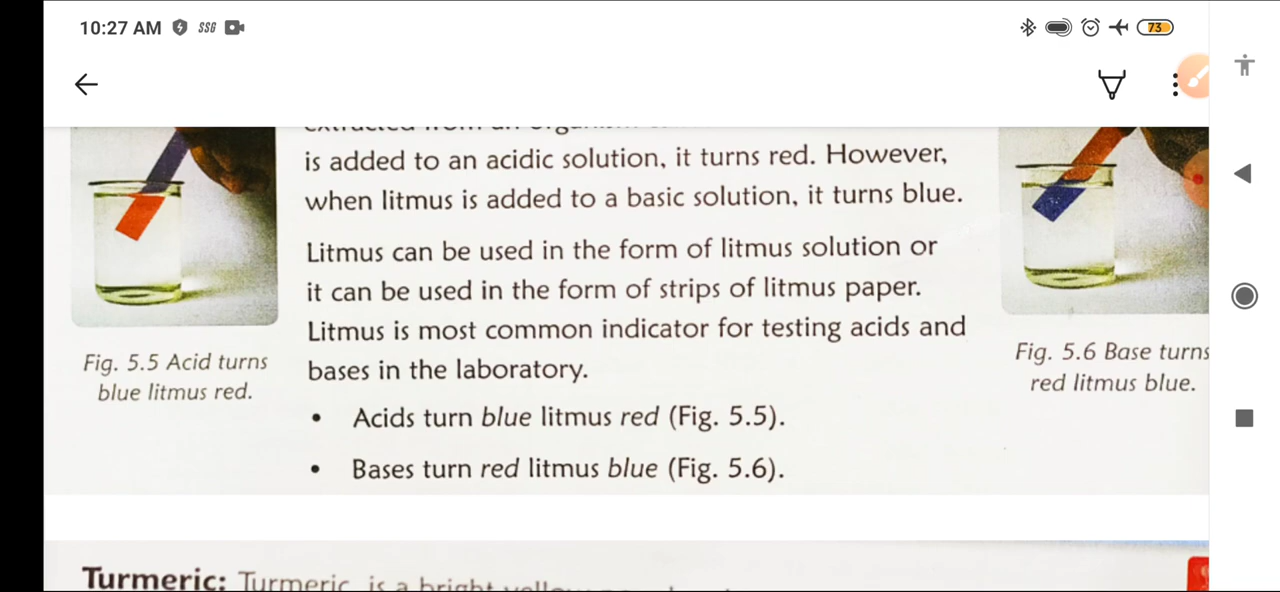 10:27 AM SSG 73
is added to an acidic solution, it turns red. However,
when litmus is added to a basic solution, it turns blue.
Litmus can be used in the form of litmus solution or
it can be used in the form of strips of litmus paper.
Litmus is most common indicator for testing acids and
bases in the laboratory.
• Acids turn blue litmus red (Fig. 5.5).
• Bases turn red litmus blue (Fig. 5.6).
Fig. 5.5 Acid turns
blue litmus red.
Fig. 5.6 Base turns
red litmus blue.
Turmeric: Turmeric is a bright yellow